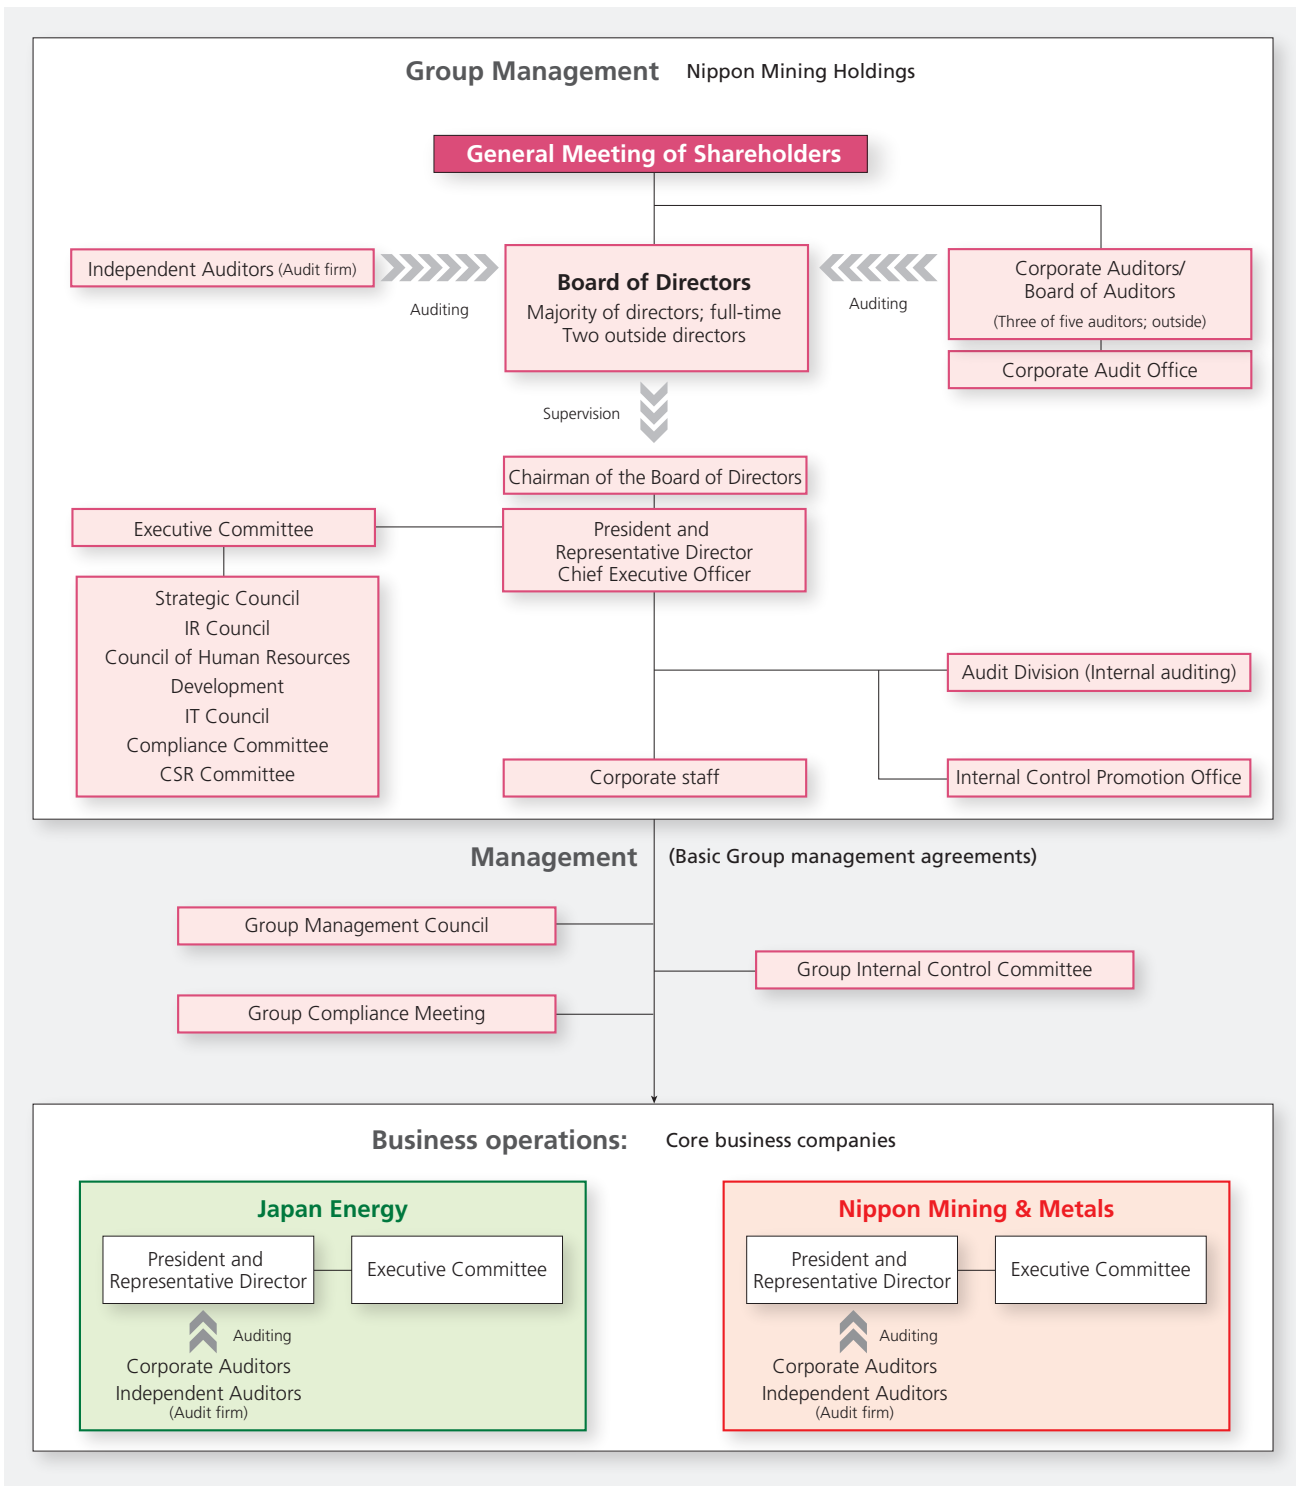 Group Management Nippon Mining Holdings
General Meeting of Shareholders
Independent Auditors (Audit firm)
Auditing
Board of Directors
Majority of directors; full-time
Two outside directors
Auditing
Corporate Auditors/
Board of Auditors
(Three of five auditors; outside)
Corporate Audit Office
Supervision
Chairman of the Board of Directors
Executive Committee
President and
Representative Director
Chief Executive Officer
Strategic Council
IR Council
Council of Human Resources
Development
IT Council
Compliance Committee
CSR Committee
Audit Division (Internal auditing)
Corporate staff
Internal Control Promotion Office
Management (Basic Group management agreements)
Group Management Council
Group Internal Control Committee
Group Compliance Meeting
Business operations: Core business companies
Japan Energy
President and
Representative Director
Executive Committee
Auditing
Corporate Auditors
Independent Auditors
(Audit firm)
Nippon Mining & Metals
President and
Representative Director
Executive Committee
Auditing
Corporate Auditors
Independent Auditors
(Audit firm)